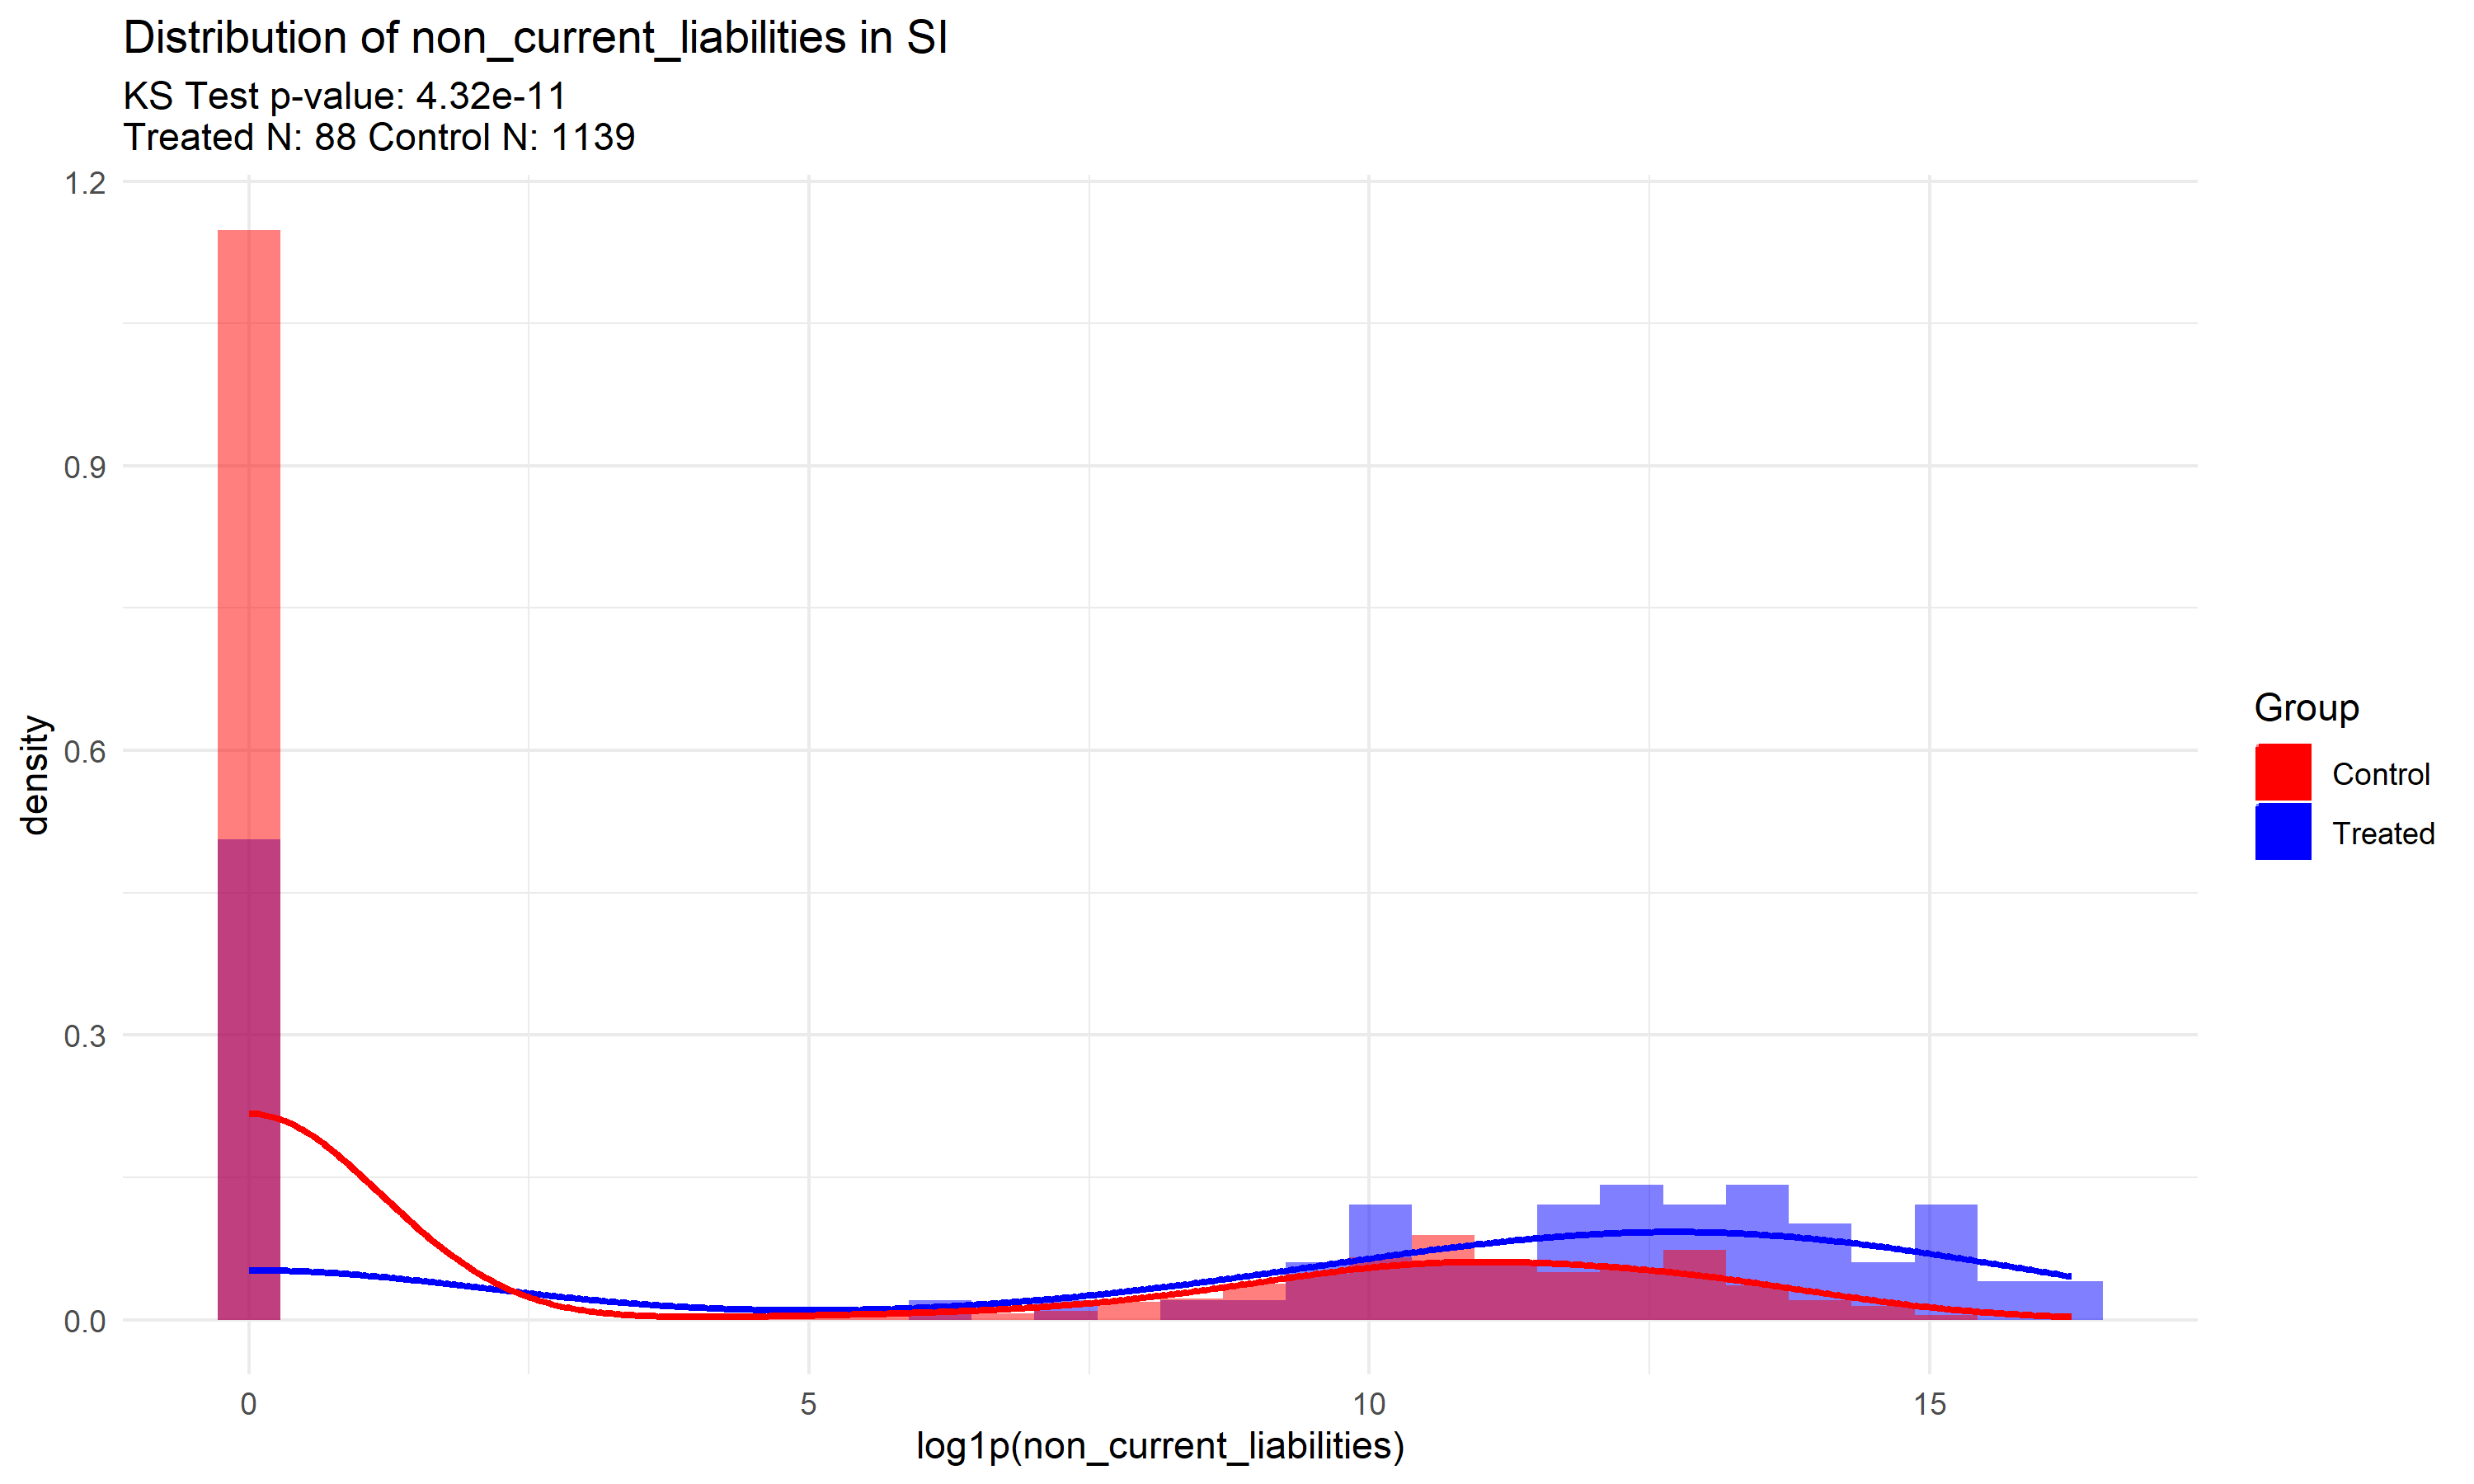 Distribution of non_current_liabilities in SI
KS Test p-value: 4.32e-11
Treated N: 88 Control N: 1139
1.2
0.9
0.6
0.3
0.0
density
0
5
10
15
log1p(non_current_liabilities)
Group
Control
Treated